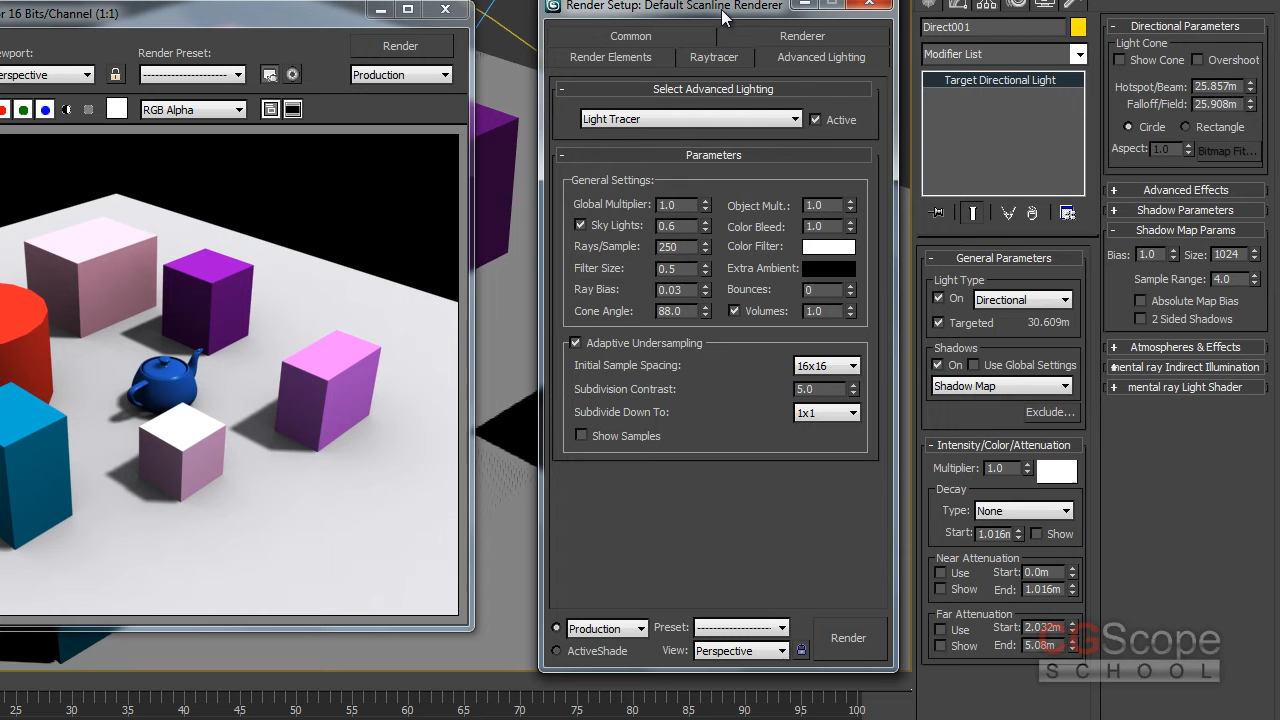 or 16 Bits/Channel (1:1)
ewport:
Render Preset:
Render
erspective
Production
RGB Alpha
Render Setup: Default Scanline Renderer
Common
Renderer
Render Elements
Raytracer
Advanced Lighting
Select Advanced Lighting
Light Tracer
Active
Parameters
General Settings:
Global Multiplier: 1.0
Object Mult.: 1.0
Sky Lights: 0.6
Color Bleed: 1.0
Rays/Sample: 250
Color Filter:
Filter Size: 0.5
Extra Ambient:
Ray Bias: 0.03
Bounces: 0
Cone Angle: 88.0
Volumes: 1.0
Adaptive Undersampling
Initial Sample Spacing: 16x16
Subdivision Contrast: 5.0
Subdivide Down To: 1x1
Show Samples
Production
Preset:
Render
ActiveShade
View: Perspective
Direct001
Modifier List
Target Directional Light
General Parameters
Light Type
On
Directional
Targeted 30.609m
Shadows
On
Use Global Settings
Shadow Map
Exclude...
Intensity/Color/Attenuation
Multiplier: 1.0
Decay
Type: None
Start: 1.016m
Show
Near Attenuation
Use
Start: 0.0m
Show
End: 1.016m
Far Attenuation
Use
Start: 2.032m
Show
End: 5.08m
Directional Parameters
Light Cone
Show Cone
Overshoot
Hotspot/Beam: 25.857m
Falloff/Field: 25.908m
Circle
Rectangle
Aspect: 1.0
Bitmap Fit...
Advanced Effects
Shadow Parameters
Shadow Map Params
Bias: 1.0
Size: 1024
Sample Range: 4.0
Absolute Map Bias
2 Sided Shadows
Atmospheres & Effects
mental ray Indirect Illumination
mental ray Light Shader
CGScope
SCHOOL
25 30 35 40 45 50 55 60 65 70 75 80 85 90 95 100